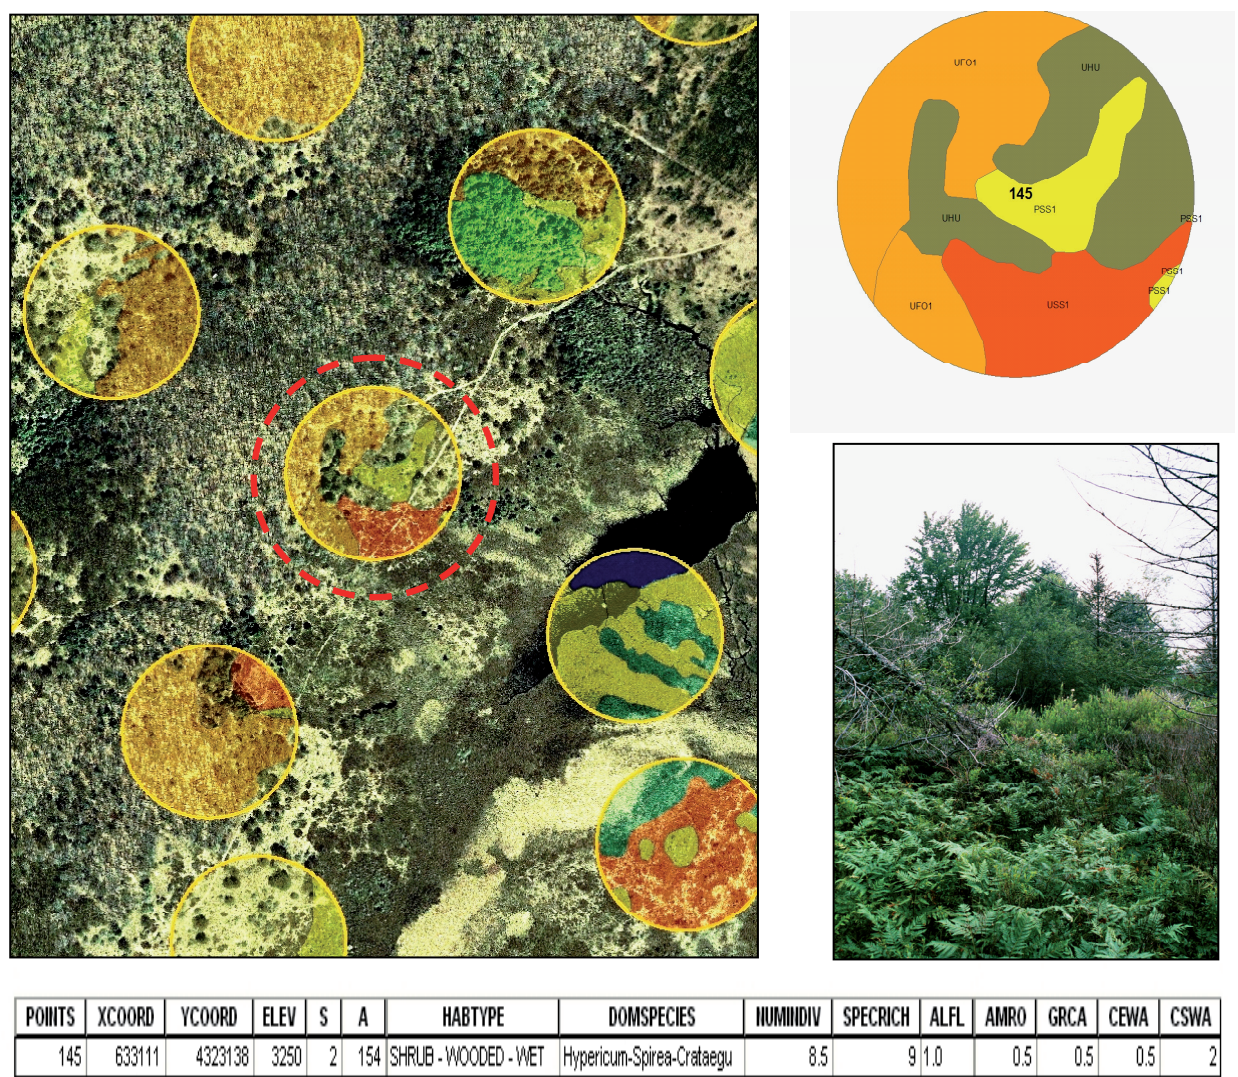 UFO1
UHU
145
PSS1
UHU
PSS1
PSS1
PSS1
UFO1
USS1
POINTS XCOORD YCOORD ELEV S A HABTYPE DOMSPECIES NUMINDIV SPECRICH ALFL AMRO GRCA CEWA CSWA
145 633111 4323138 3250 2 154 SHRUB - WOODED - WET Hypericum-Spirea-Crataegu 8.5 9 1.0 0.5 0.5 0.5 2